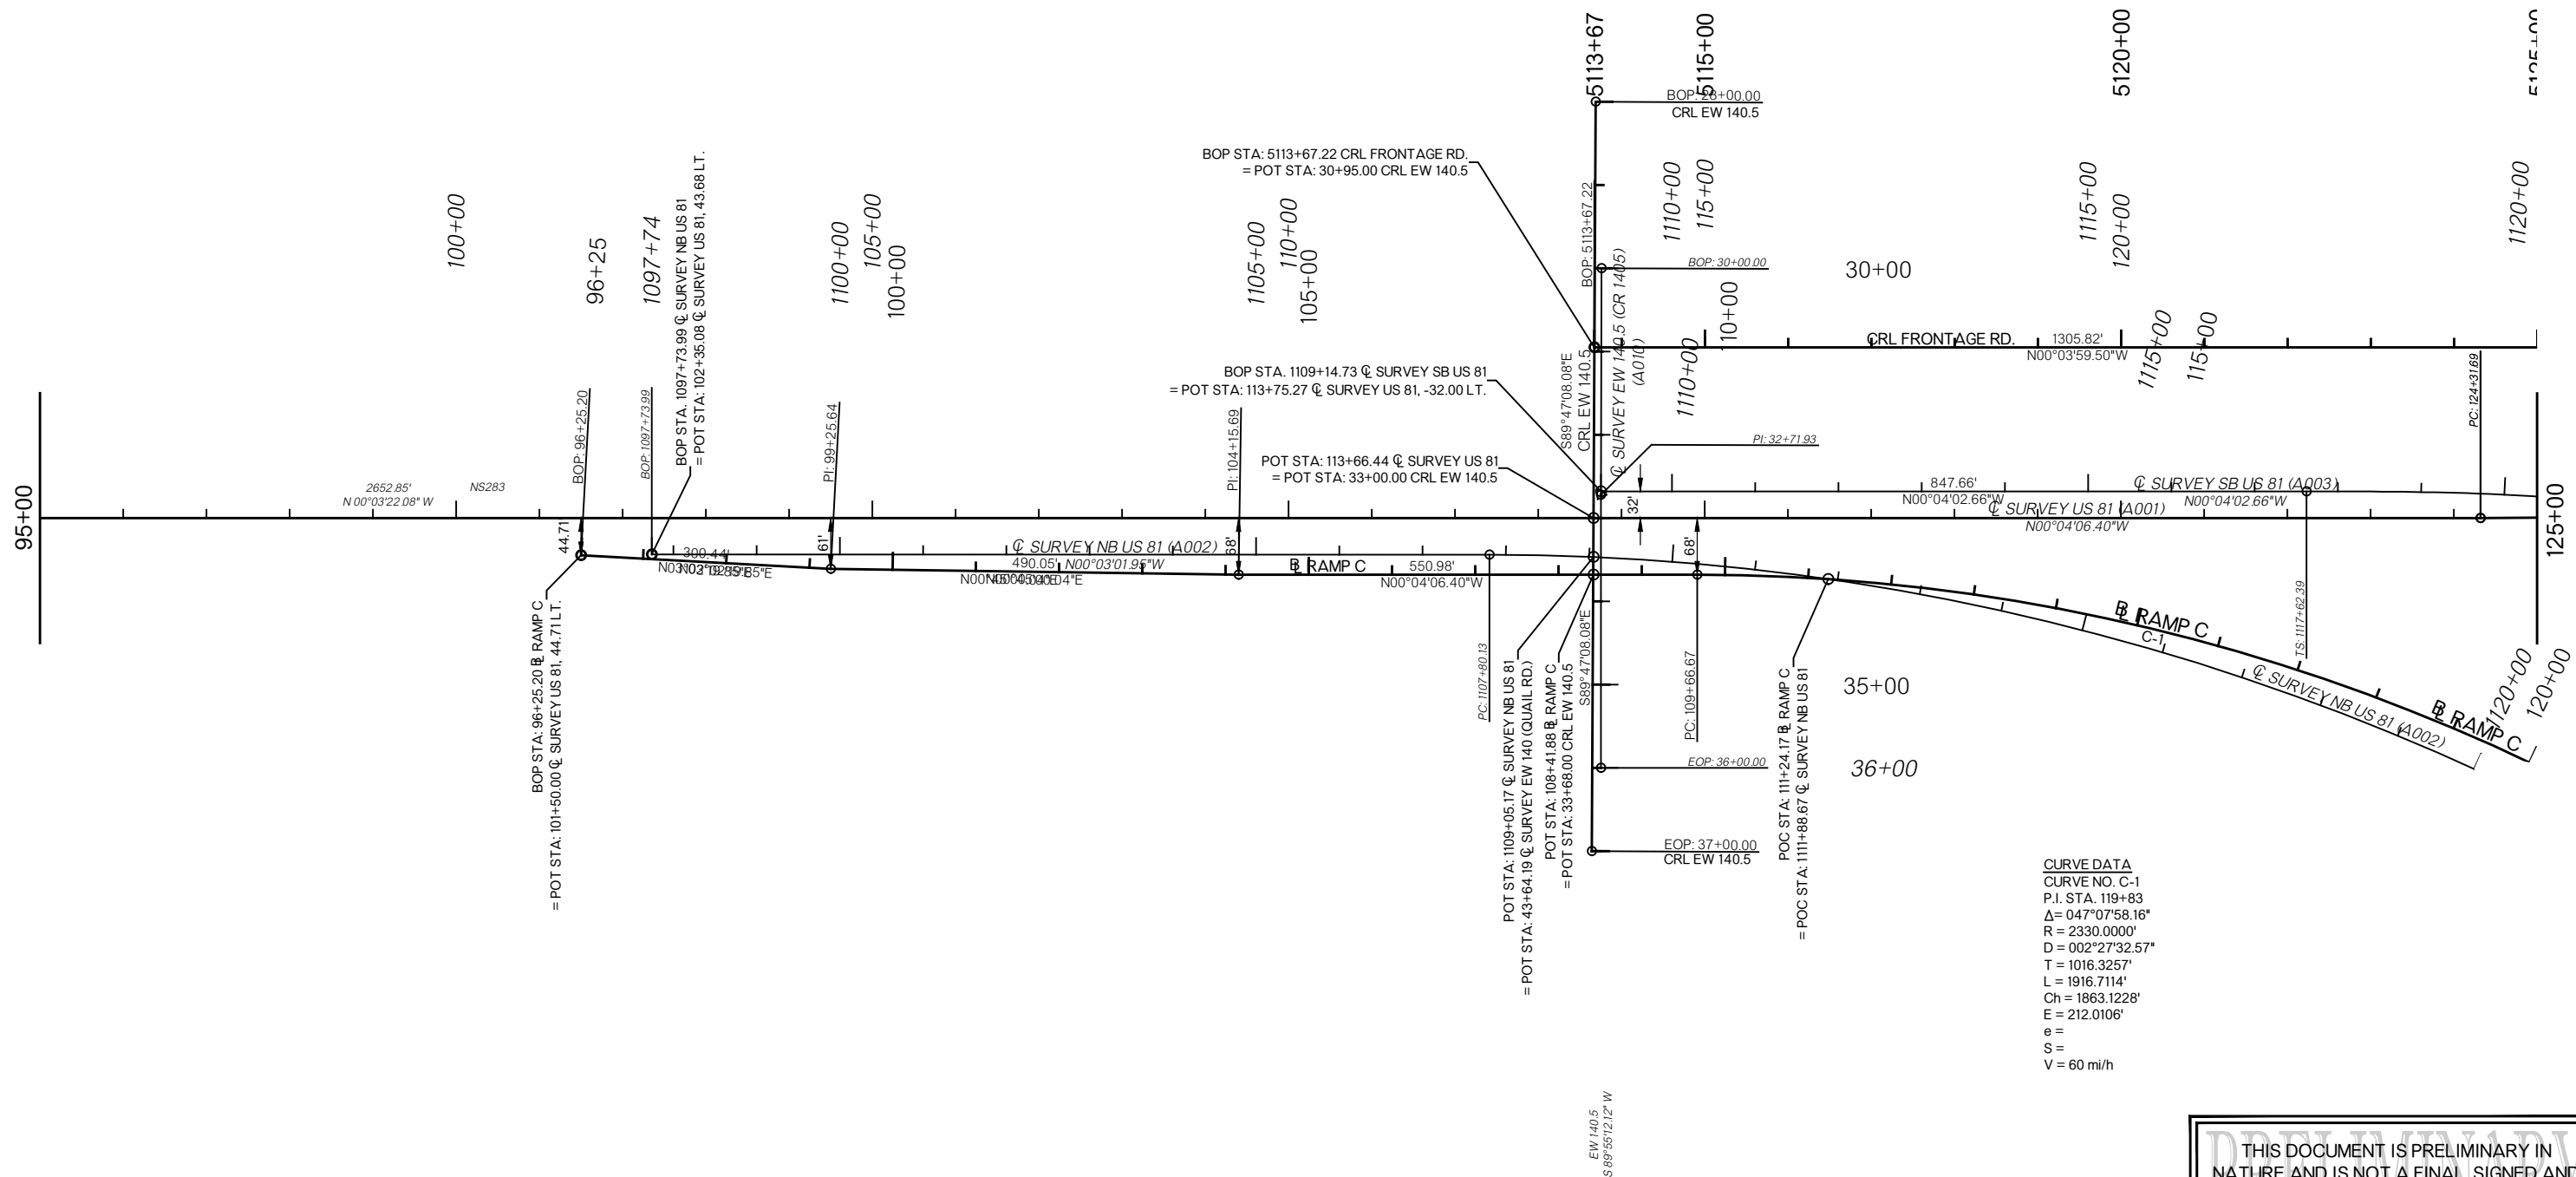 5113+67
5115+00
5120+00
BOP: 28+00.00
CRL EW 140.5
BOP STA: 5113+67.22 CRL FRONTAGE RD.
= POT STA: 30+95.00 CRL EW 140.5
100+00
96+25
1097+74
BOP STA. 1097+73.99 ℄ SURVEY NB US 81
= POT STA: 102+35.08 ℄ SURVEY US 81, 43.68 LT.
1100+00
105+00
100+00
1105+00
110+00
105+00
BOP: 5113+67.22
1110+00
115+00
1115+00
120+00
1120+00
BOP: 30+00.00
30+00
℄ SURVEY EW 140.5 (CR 1405)
(A010)
110+00
1110+00
CRL FRONTAGE RD.
1305.82'
N00°03'59.50"W
1115+00
115+00
S89°47'08.08"E
CRL EW 140.5
BOP STA. 1109+14.73 ℄ SURVEY SB US 81
= POT STA: 113+75.27 ℄ SURVEY US 81, -32.00 LT.
PI: 32+71.93
POT STA: 113+66.44 ℄ SURVEY US 81
= POT STA: 33+00.00 CRL EW 140.5
BOP: 96+25.20
BOP: 1097+73.99
PI: 99+25.64
PI: 104+15.69
PC: 124+31.69
95+00
2652.85'
N 00°03'22.08" W
NS283
32'
847.66'
N00°04'02.66"W
℄ SURVEY SB US 81 (A003)
N00°04'02.66"W
℄ SURVEY US 81 (A001)
N00°04'06.40"W
125+00
44.71
61'
68'
68'
300.44'
℄ SURVEY NB US 81 (A002)
490.05'
N00°03'01.95"W
BL RAMP C
550.98'
N00°04'06.40"W
BOP STA: 96+25.20 BL RAMP C
= POT STA: 101+50.00 ℄ SURVEY US 81, 44.71 LT.
PC: 1107+80.13
POT STA: 1109+05.17 ℄ SURVEY NB US 81
= POT STA: 43+64.19 ℄ SURVEY EW 140 (QUAIL RD.)
POT STA: 108+41.88 BL RAMP C
= POT STA: 33+68.00 CRL EW 140.5
S89°47'08.08"E
PC: 109+66.67
POC STA: 111+24.17 BL RAMP C
= POC STA: 1111+88.67 ℄ SURVEY NB US 81
35+00
EOP: 36+00.00
36+00
EOP: 37+00.00
CRL EW 140.5
BL RAMP C
C-1
TS: 1117+62.39
℄ SURVEY NB US 81 (A002)
BL RAMP C
1120+00
120+00
CURVE DATA
CURVE NO. C-1
P.I. STA. 119+83
Δ= 047°07'58.16"
R = 2330.0000'
D = 002°27'32.57"
T = 1016.3257'
L = 1916.7114'
Ch = 1863.1228'
E = 212.0106'
e =
S =
V = 60 mi/h
EW 140.5
S 89°55'12.12" W
PRELIMINARY
THIS DOCUMENT IS PRELIMINARY IN
NATURE AND IS NOT A FINAL, SIGNED AND